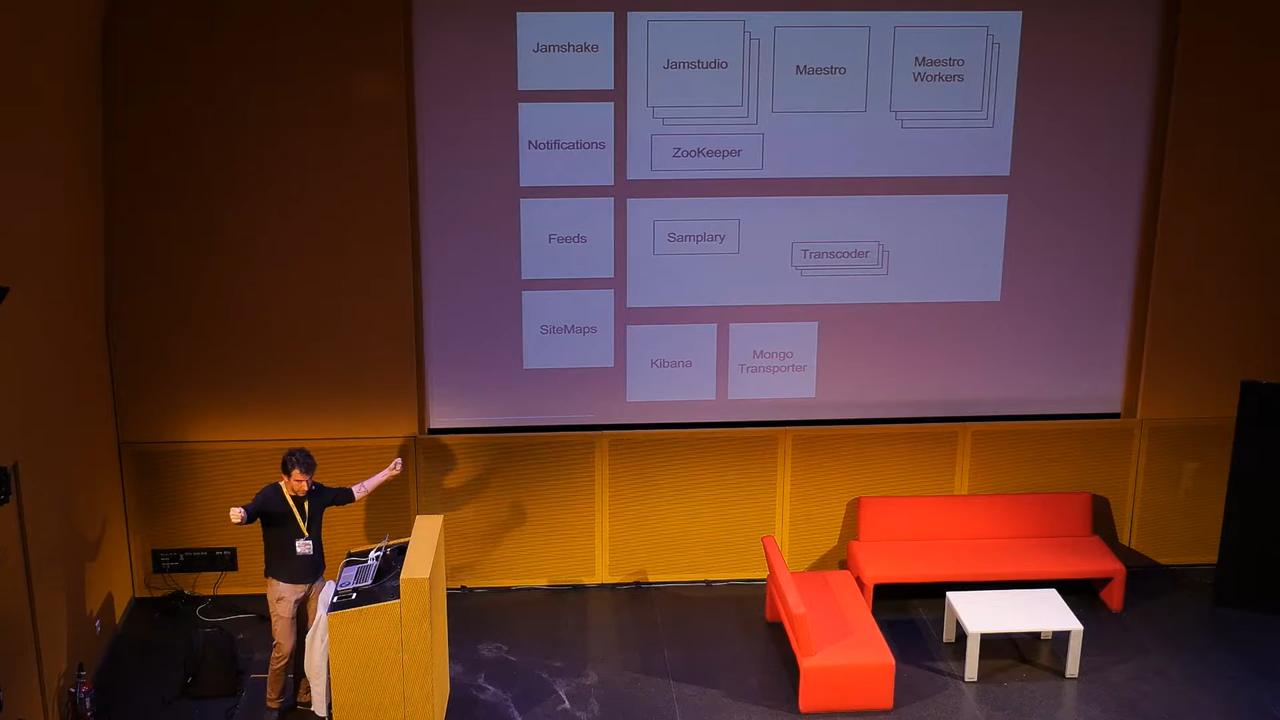 Jamshake
Jamstudio
Maestro
Maestro
Workers
Notifications
ZooKeeper
Feeds
Samplary
Transcoder
SiteMaps
Kibana
Mongo
Transporter